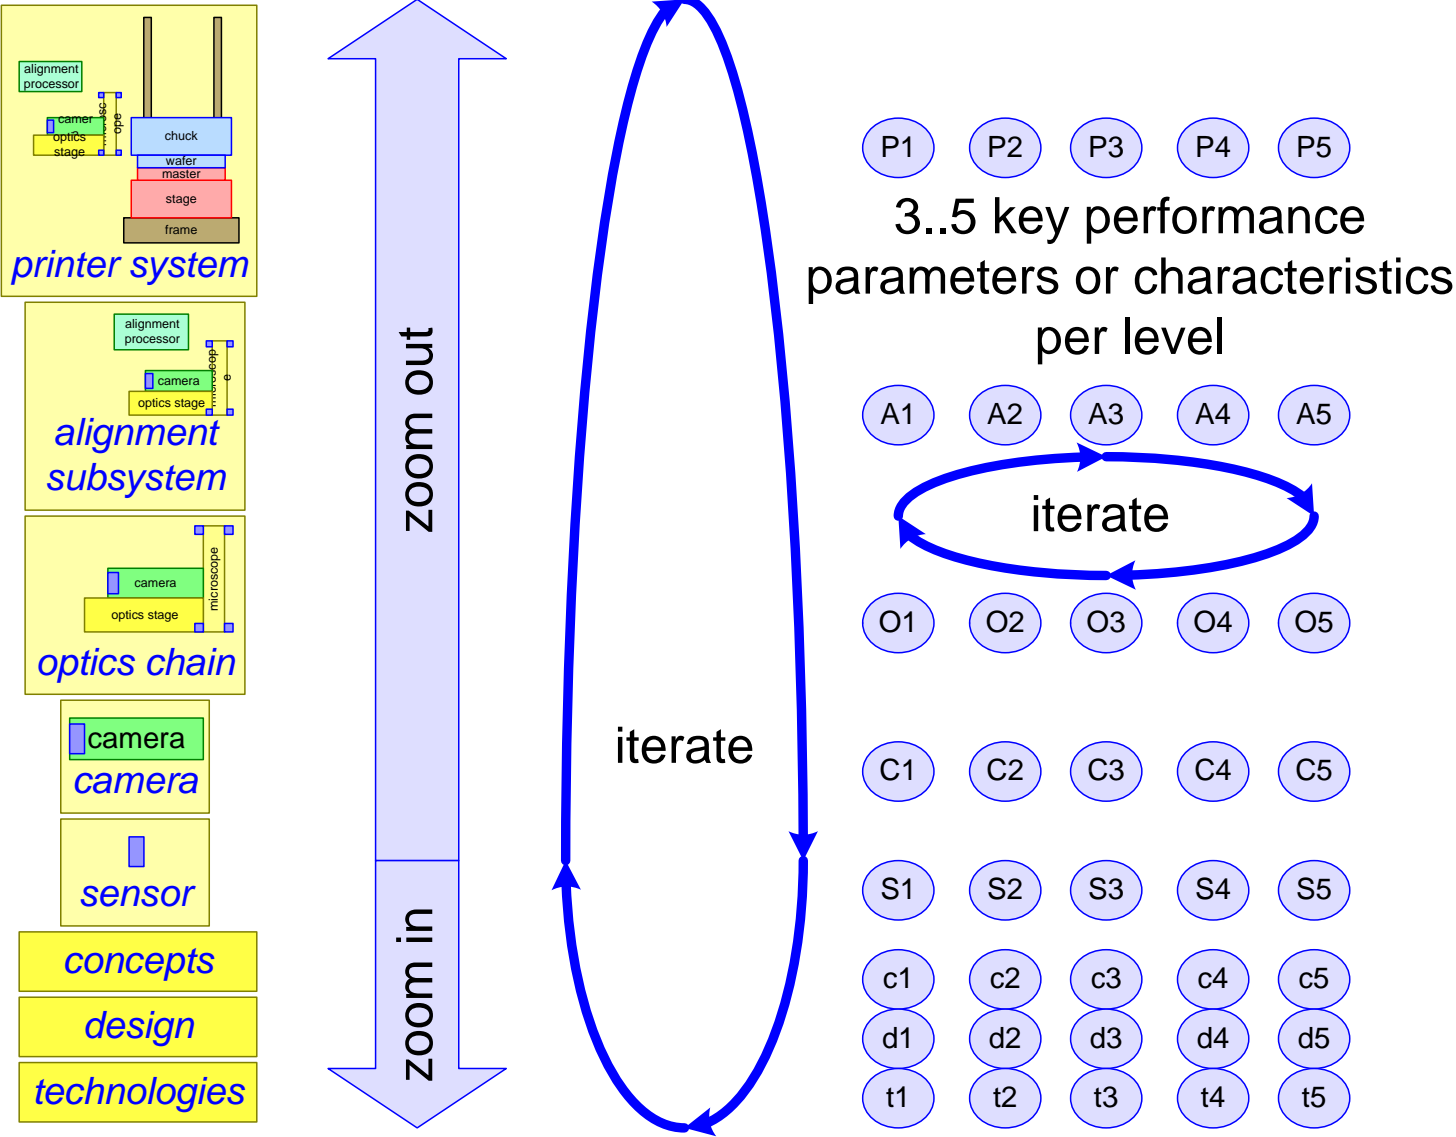 alignment
processor
camer
optics
stage
chuck
wafer
master
stage
frame
printer system
alignment
processor
camera
optics stage
microscop
e
alignment
subsystem
microscope
camera
optics stage
optics chain
camera
camera
sensor
concepts
design
technologies
zoom out
zoom in
iterate
P1 P2 P3 P4 P5
3..5 key performance
parameters or characteristics
per level
A1 A2 A3 A4 A5
iterate
O1 O2 O3 O4 O5
C1 C2 C3 C4 C5
S1 S2 S3 S4 S5
c1 c2 c3 c4 c5
d1 d2 d3 d4 d5
t1 t2 t3 t4 t5